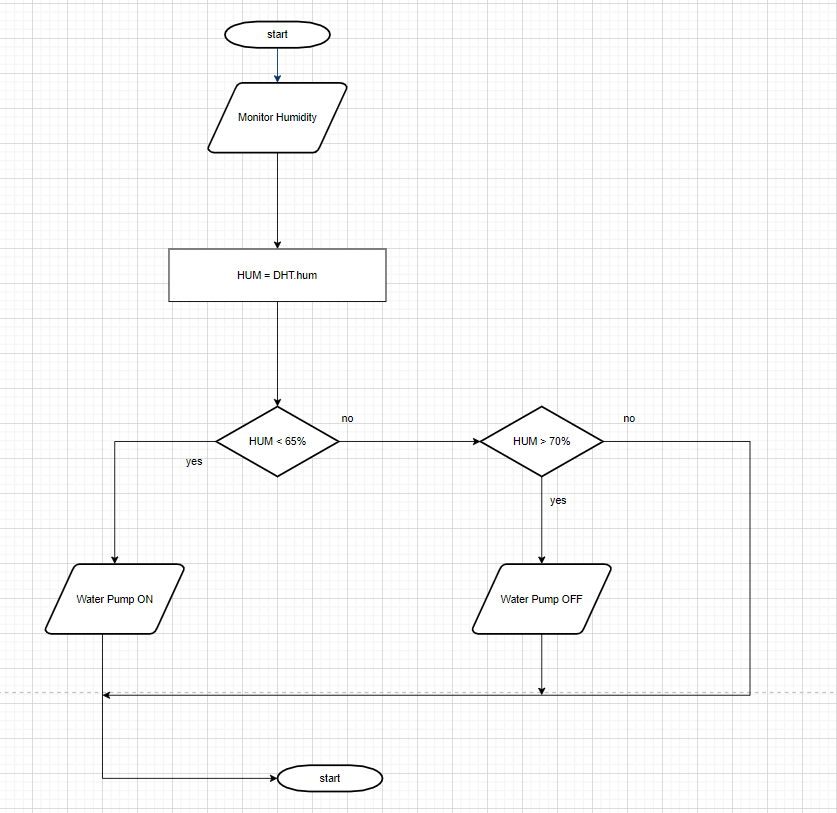 start
Monitor Humidity
HUM = DHT.hum
HUM < 65%
no
yes
HUM > 70%
no
yes
Water Pump ON
Water Pump OFF
start